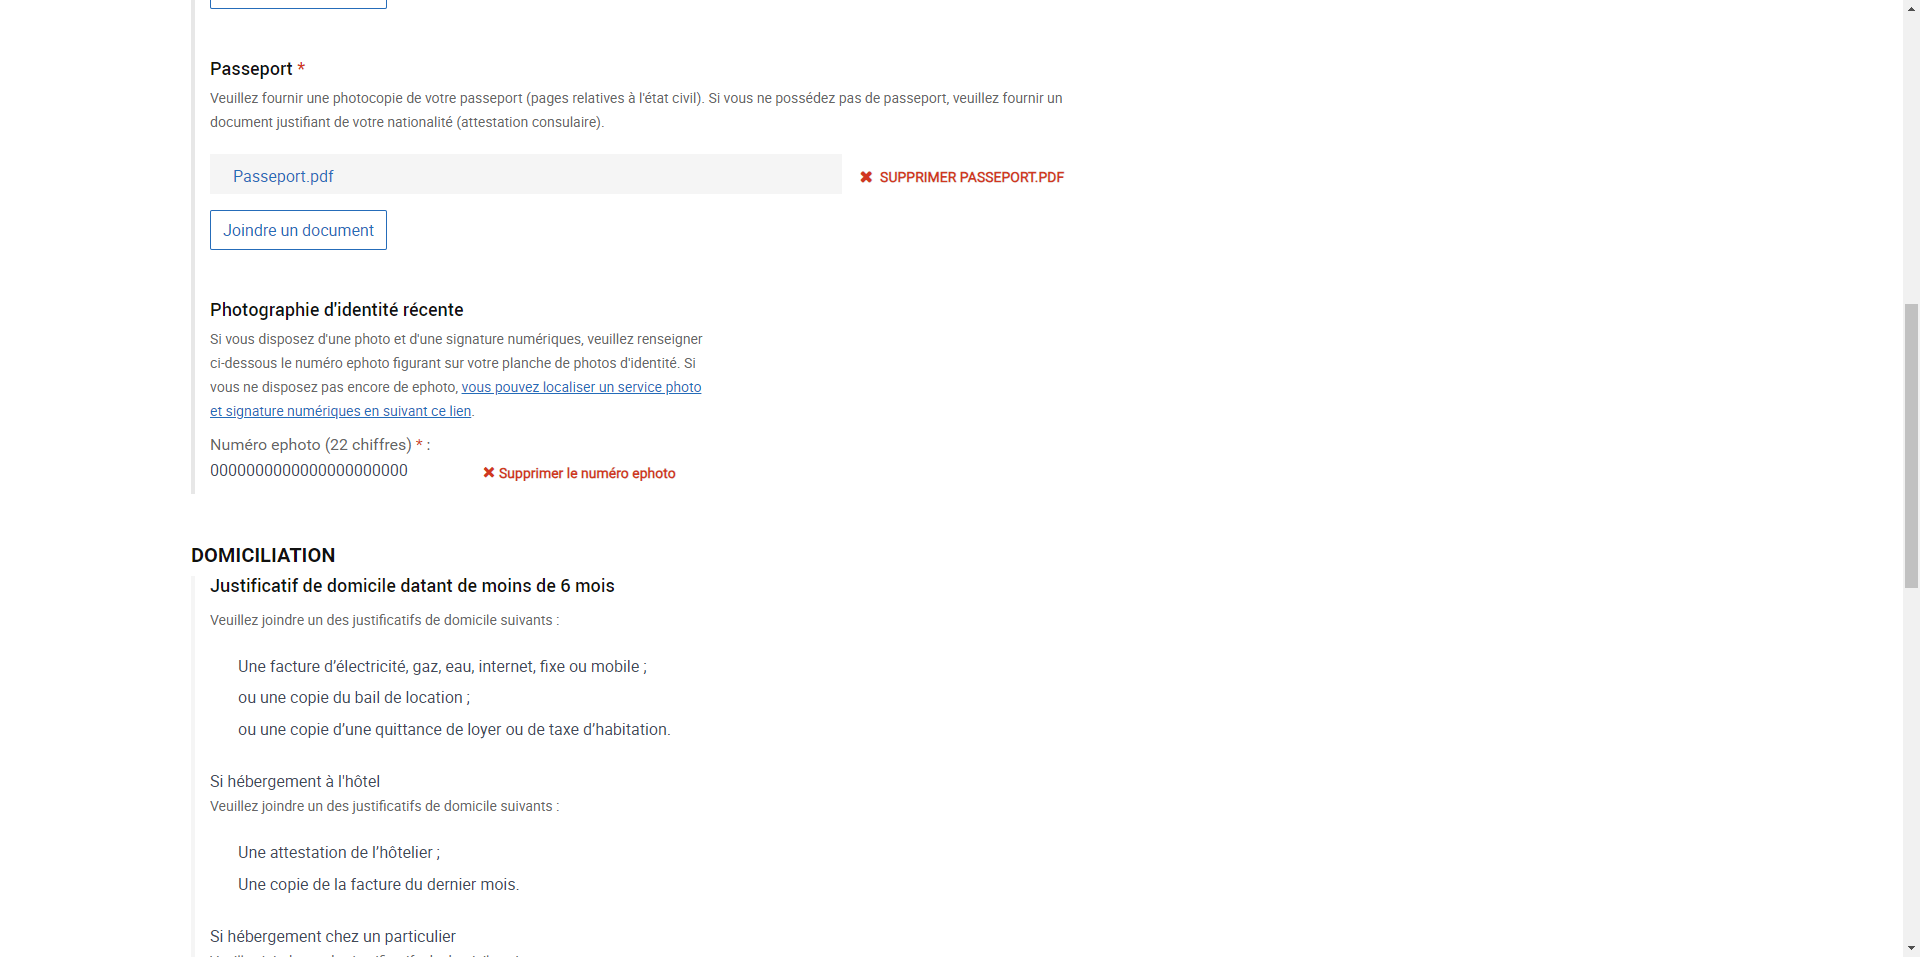 Passeport *
Veuillez fournir une photocopie de votre passeport (pages relatives à l'état civil). Si vous ne possédez pas de passeport, veuillez fournir un
document justifiant de votre nationalité (attestation consulaire).
Passeport.pdf
SUPPRIMER PASSEPORT.PDF
Joindre un document
Photographie d'identité récente
Si vous disposez d'une photo et d'une signature numériques, veuillez renseigner
ci-dessous le numéro ephoto figurant sur votre planche de photos d'identité. Si
vous ne disposez pas encore de ephoto, vous pouvez localiser un service photo
et signature numériques en suivant ce lien.
Numéro ephoto (22 chiffres) * :
0000000000000000000000
Supprimer le numéro ephoto
DOMICILIATION
Justificatif de domicile datant de moins de 6 mois
Veuillez joindre un des justificatifs de domicile suivants :
Une facture d’électricité, gaz, eau, internet, fixe ou mobile ;
ou une copie du bail de location ;
ou une copie d’une quittance de loyer ou de taxe d’habitation.
Si hébergement à l'hôtel
Veuillez joindre un des justificatifs de domicile suivants :
Une attestation de l’hôtelier ;
Une copie de la facture du dernier mois.
Si hébergement chez un particulier